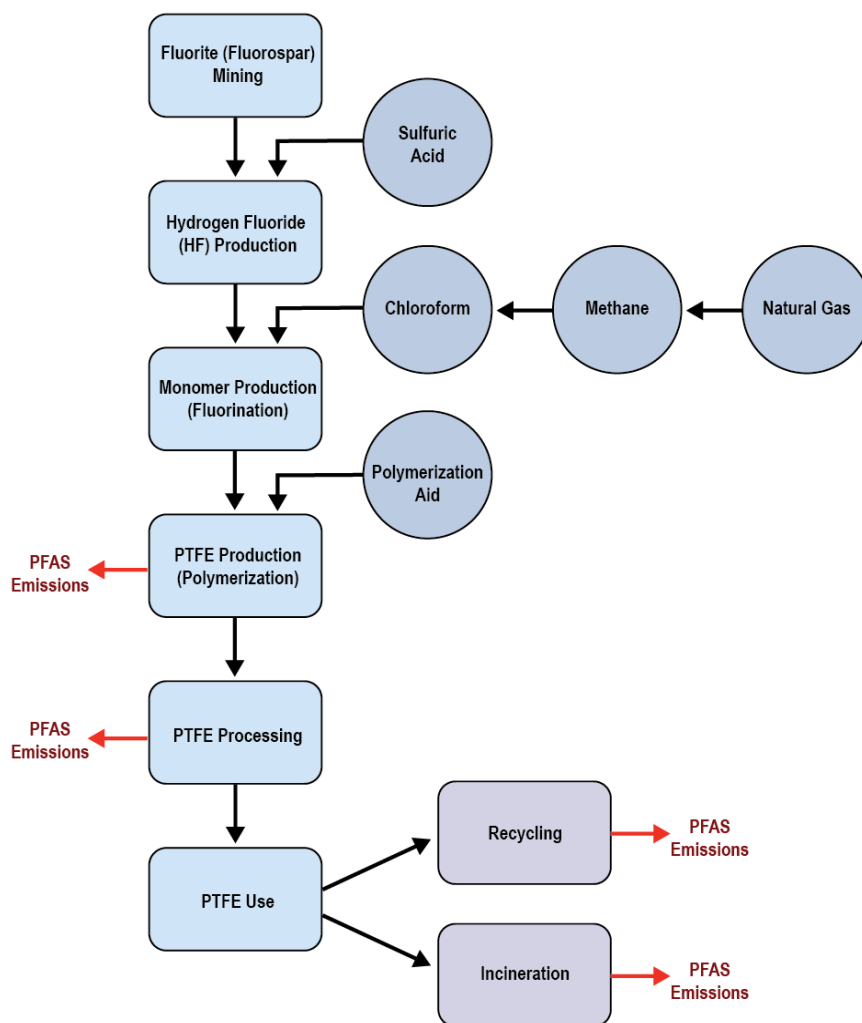 Fluorite (Fluorospar)
Mining
Sulfuric
Acid
Hydrogen Fluoride
(HF) Production
Chloroform
Methane
Natural Gas
Monomer Production
(Fluorination)
Polymerization
Aid
PTFE Production
(Polymerization)
PFAS
Emissions
PTFE Processing
PFAS
Emissions
Recycling
PFAS
Emissions
PTFE Use
Incineration
PFAS
Emissions